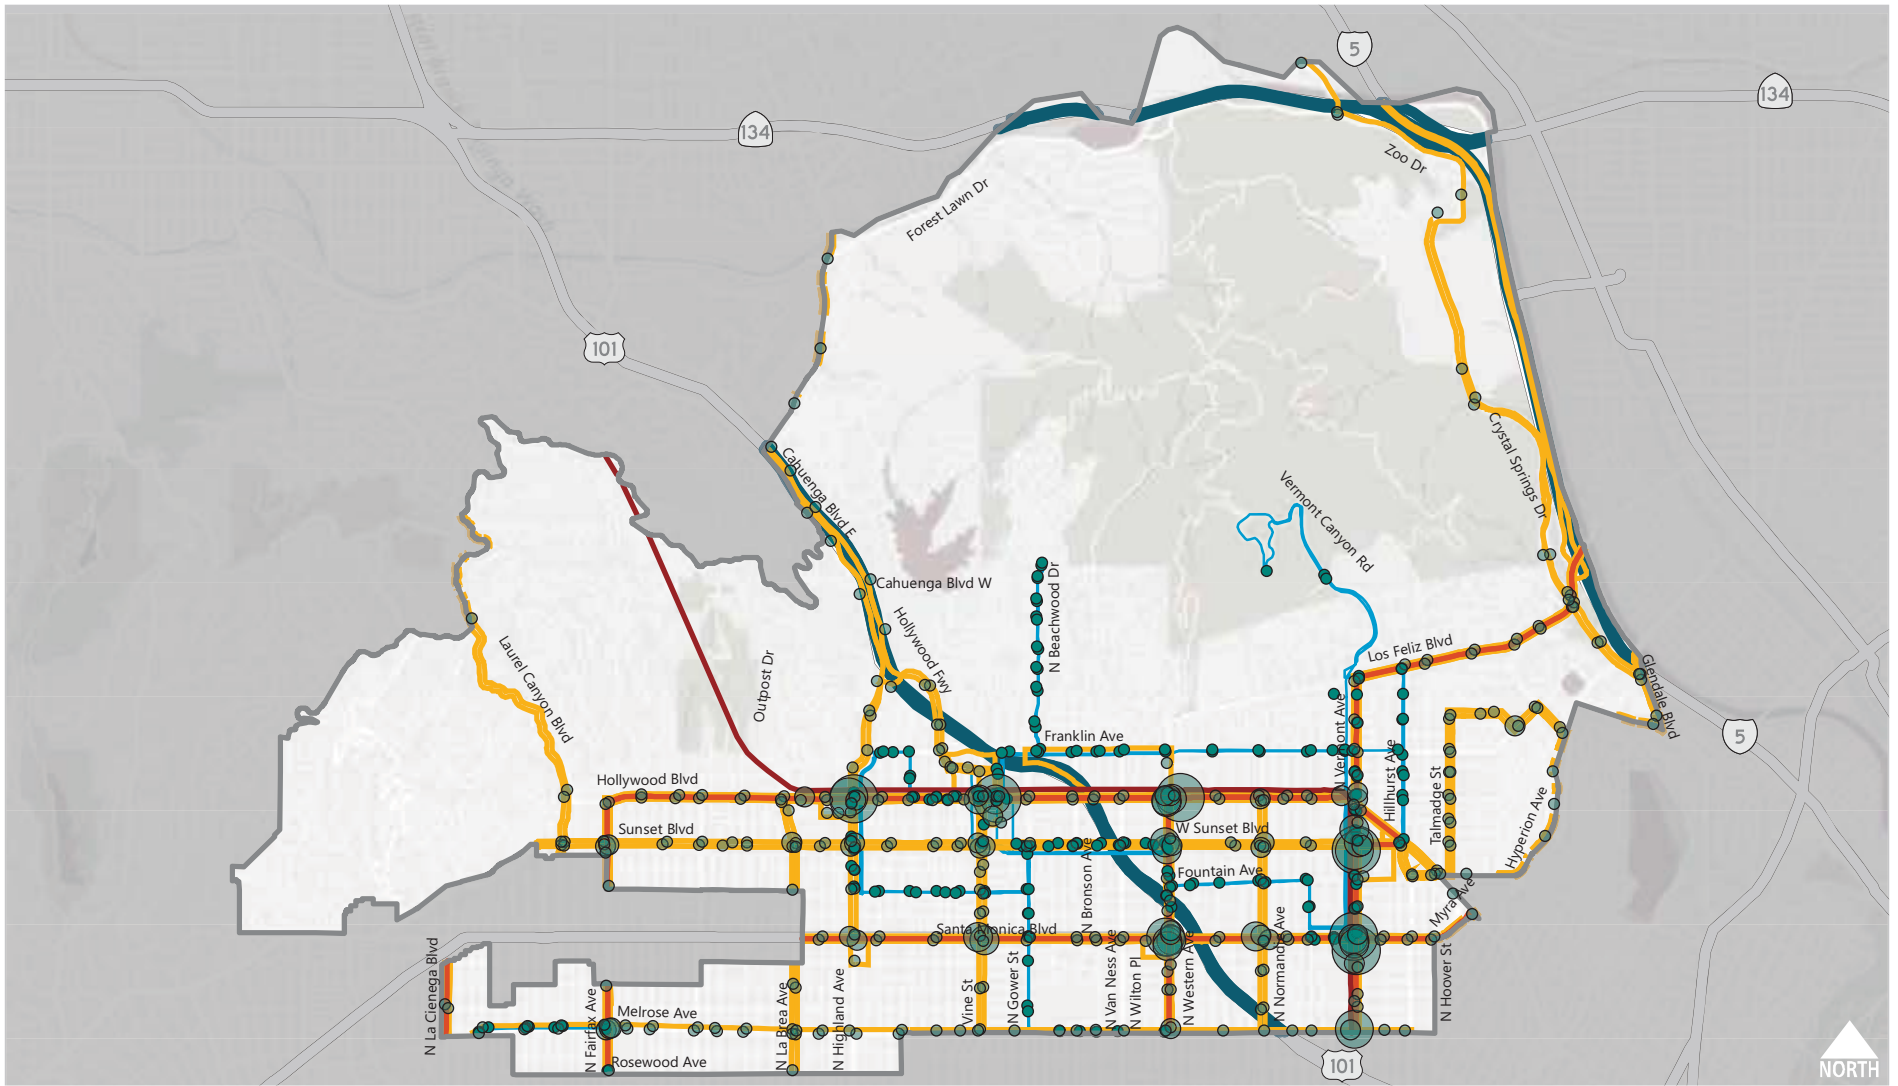 5
134
134
Zoo Dr
Forest Lawn Dr
101
Cahuenga Blvd E
Crystal Springs Dr
Vermont Canyon Rd
Cahuenga Blvd W
N Beachwood Dr
Hollywood Fwy
Laurel Canyon Blvd
Los Feliz Blvd
Outpost Dr
Glendale Blvd
N Vermont Ave
5
Franklin Ave
Hillhurst Ave
Hollywood Blvd
Talmadge St
Hyperion Ave
Sunset Blvd
W Sunset Blvd
N Bronson Ave
Fountain Ave
Myra Ave
Santa Monica Blvd
N La Cienega Blvd
N Fairfax Ave
N La Brea Ave
N Highland Ave
Vine St
N Gower St
N Van Ness Ave
N Wilton Pl
N Western Ave
N Normandie Ave
N Hoover St
Melrose Ave
Rosewood Ave
101
NORTH